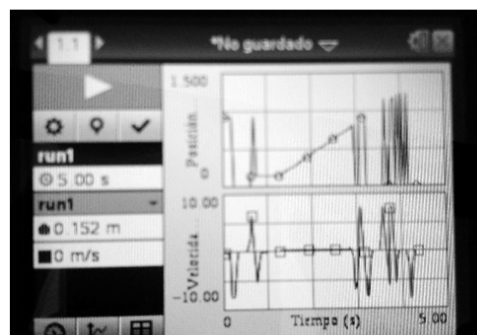 1.1
*No guardado
run1
5.00 s
run1
0.152 m
0 m/s
1.500
Posición...
0
10.00
Velocida...
-10.00
0
Tiempo (s)
5.00